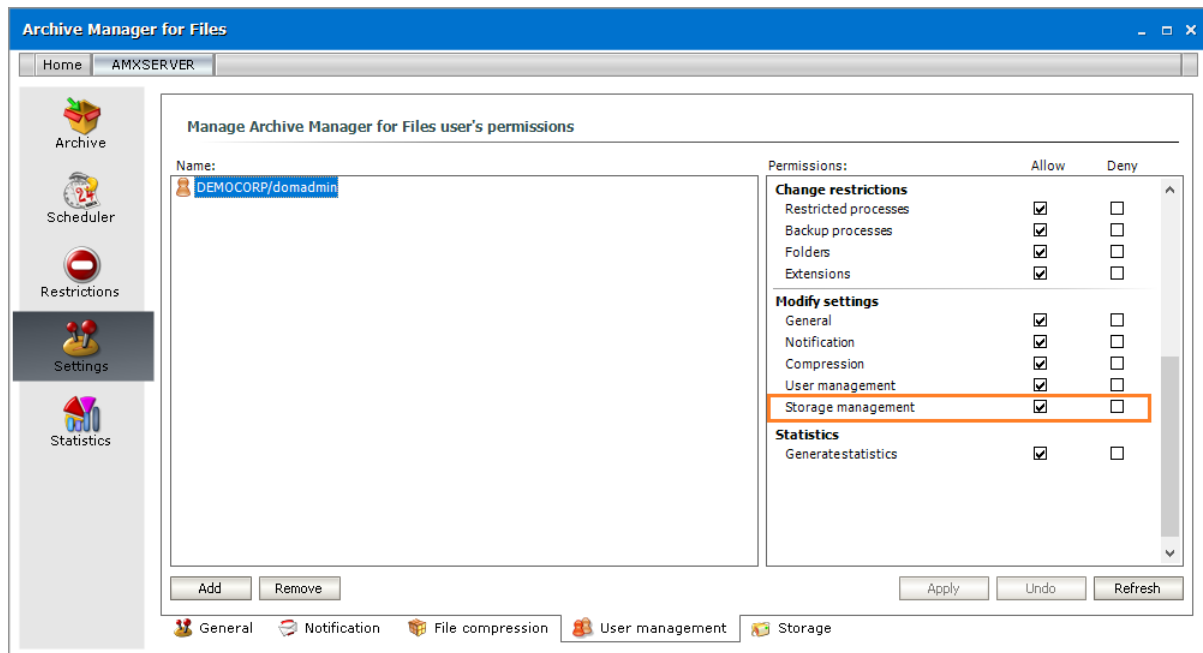 Archive Manager for Files
Home AMXSERVER
Archive
Scheduler
Restrictions
Settings
Statistics
Manage Archive Manager for Files user's permissions
Name:
DEMOCORP/domadmin
Permissions: Allow Deny
Change restrictions
Restricted processes
Backup processes
Folders
Extensions
Modify settings
General
Notification
Compression
User management
Storage management
Statistics
Generatestatistics
Add Remove Apply Undo Refresh
General Notification File compression User management Storage